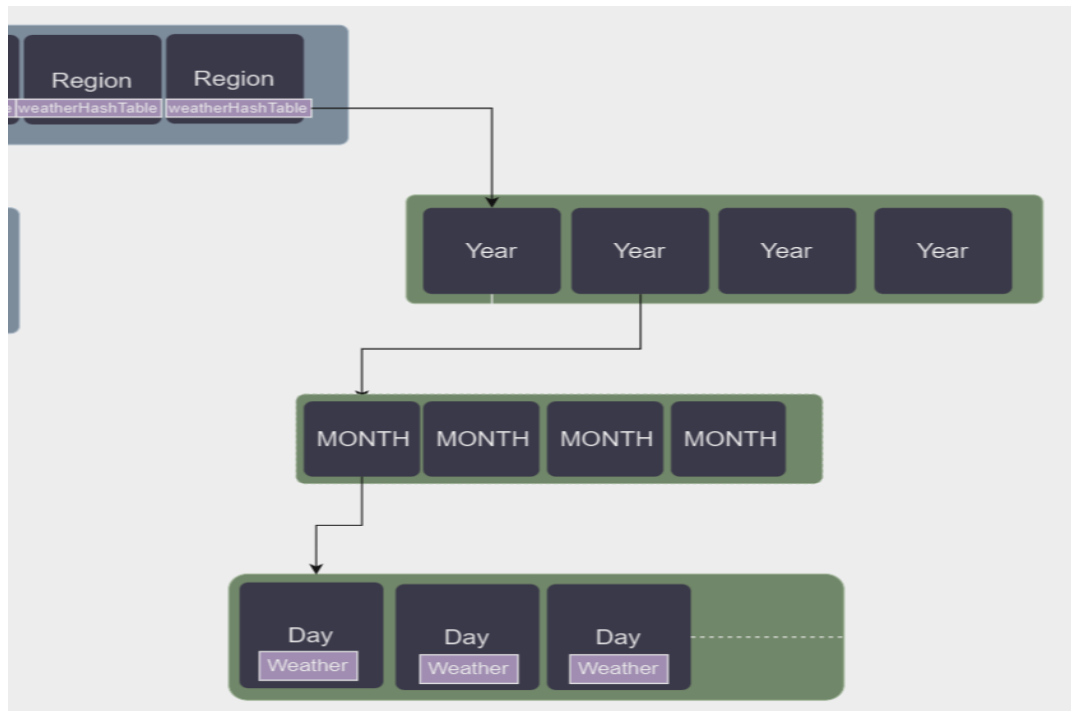 Region
Region
e
weatherHashTable
weatherHashTable
Year
Year
Year
Year
MONTH
MONTH
MONTH
MONTH
Day
Day
Day
Weather
Weather
Weather